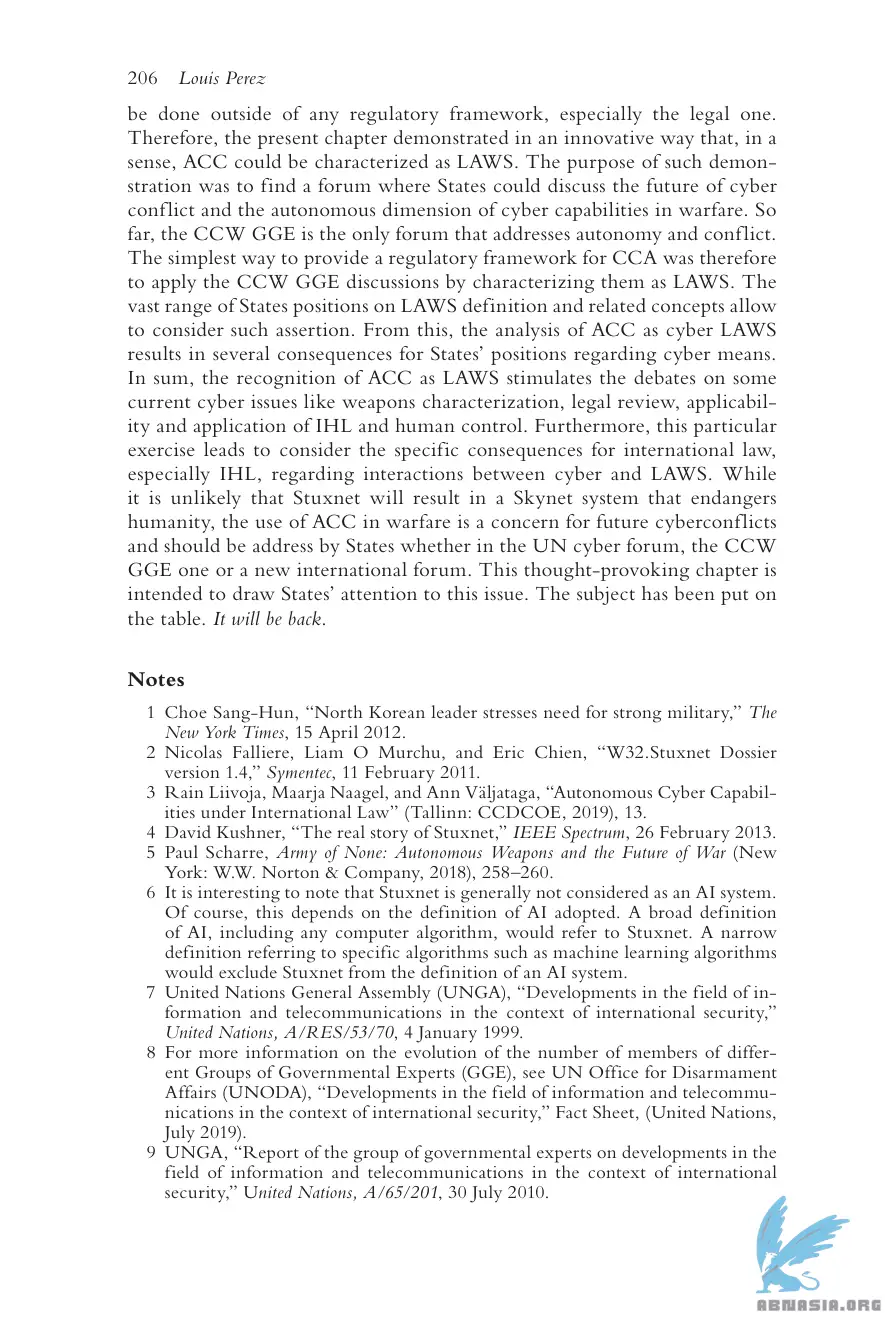 206 Louis Perez
be done outside of any regulatory framework, especially the legal one.
Therefore, the present chapter demonstrated in an innovative way that, in a
sense, ACC could be characterized as LAWS. The purpose of such demon-
stration was to find a forum where States could discuss the future of cyber
conflict and the autonomous dimension of cyber capabilities in warfare. So
far, the CCW GGE is the only forum that addresses autonomy and conflict.
The simplest way to provide a regulatory framework for CCA was therefore
to apply the CCW GGE discussions by characterizing them as LAWS. The
vast range of States positions on LAWS definition and related concepts allow
to consider such assertion. From this, the analysis of ACC as cyber LAWS
results in several consequences for States’ positions regarding cyber means.
In sum, the recognition of ACC as LAWS stimulates the debates on some
current cyber issues like weapons characterization, legal review, applicabil-
ity and application of IHL and human control. Furthermore, this particular
exercise leads to consider the specific consequences for international law,
especially IHL, regarding interactions between cyber and LAWS. While
it is unlikely that Stuxnet will result in a Skynet system that endangers
humanity, the use of ACC in warfare is a concern for future cyberconflicts
and should be address by States whether in the UN cyber forum, the CCW
GGE one or a new international forum. This thought-provoking chapter is
intended to draw States’ attention to this issue. The subject has been put on
the table. It will be back.
Notes
1 Choe Sang-Hun, “North Korean leader stresses need for strong military,” The
New York Times, 15 April 2012.
2 Nicolas Falliere, Liam O Murchu, and Eric Chien, “W32.Stuxnet Dossier
version 1.4,” Symentec, 11 February 2011.
3 Rain Liivoja, Maarja Naagel, and Ann Väljataga, “Autonomous Cyber Capabil-
ities under International Law” (Tallinn: CCDCOE, 2019), 13.
4 David Kushner, “The real story of Stuxnet,” IEEE Spectrum, 26 February 2013.
5 Paul Scharre, Army of None: Autonomous Weapons and the Future of War (New
York: W.W. Norton & Company, 2018), 258–260.
6 It is interesting to note that Stuxnet is generally not considered as an AI system.
Of course, this depends on the definition of AI adopted. A broad definition
of AI, including any computer algorithm, would refer to Stuxnet. A narrow
definition referring to specific algorithms such as machine learning algorithms
would exclude Stuxnet from the definition of an AI system.
7 United Nations General Assembly (UNGA), “Developments in the field of in-
formation and telecommunications in the context of international security,”
United Nations, A/RES/53/70, 4 January 1999.
8 For more information on the evolution of the number of members of differ-
ent Groups of Governmental Experts (GGE), see UN Office for Disarmament
Affairs (UNODA), “Developments in the field of information and telecommu-
nications in the context of international security,” Fact Sheet, (United Nations,
July 2019).
9 UNGA, “Report of the group of governmental experts on developments in the
field of information and telecommunications in the context of international
security,” United Nations, A/65/201, 30 July 2010.
ABNASIA.ORG